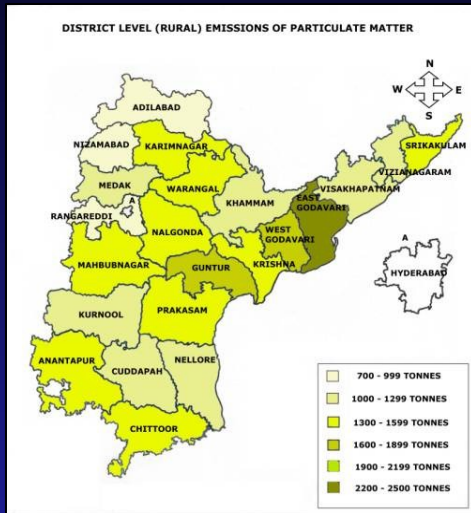 DISTRICT LEVEL (RURAL) EMISSIONS OF PARTICULATE MATTER
N
W E
S
ADILABAD
NIZAMABAD
KARIMNAGAR
SRIKAKULAM
VIZIANAGARAM
MEDAK
WARANGAL
VISAKHAPATNAM
KHAMMAM
EAST
GODAVARI
RANGAREDDI
A
NALGONDA
WEST
GODAVARI
A
HYDERABAD
MAHBUBNAGAR
GUNTUR
KRISHNA
KURNOOL
PRAKASAM
ANANTAPUR
CUDDAPAH
NELLORE
CHITTOOR
700 - 999 TONNES
1000 - 1299 TONNES
1300 - 1599 TONNES
1600 - 1899 TONNES
1900 - 2199 TONNES
2200 - 2500 TONNES